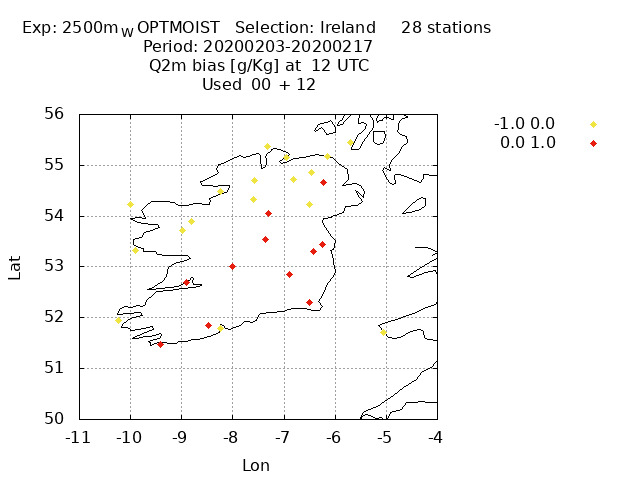 Exp: 2500m_W OPTMOIST Selection: Ireland 28 stations
Period: 20200203-20200217
Q2m bias [g/Kg] at 12 UTC
Used 00 + 12
-1.0 0.0
0.0 1.0
56
55
54
53
52
51
50
Lat
-11 -10 -9 -8 -7 -6 -5 -4
Lon